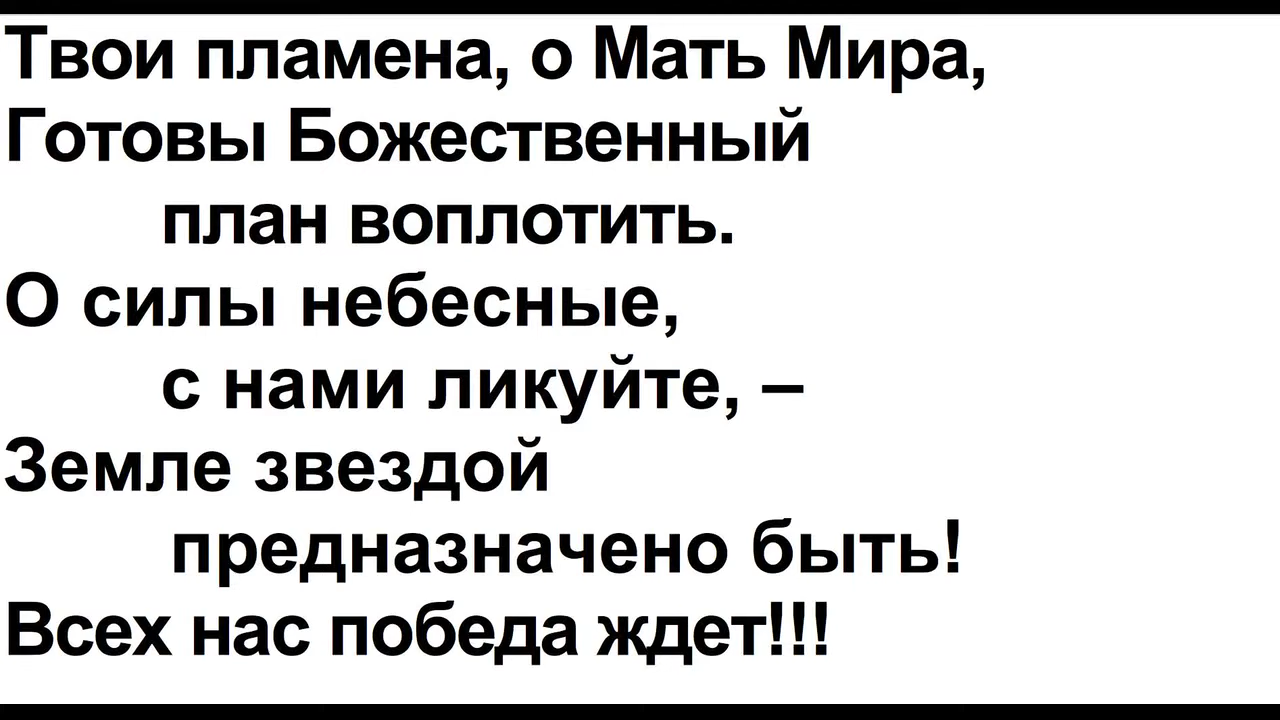 Твои пламена, о Мать Мира,
Готовы Божественный
план воплотить.
О силы небесные,
с нами ликуйте, –
Земле звездой
предназначено быть!
Всех нас победа ждет!!!